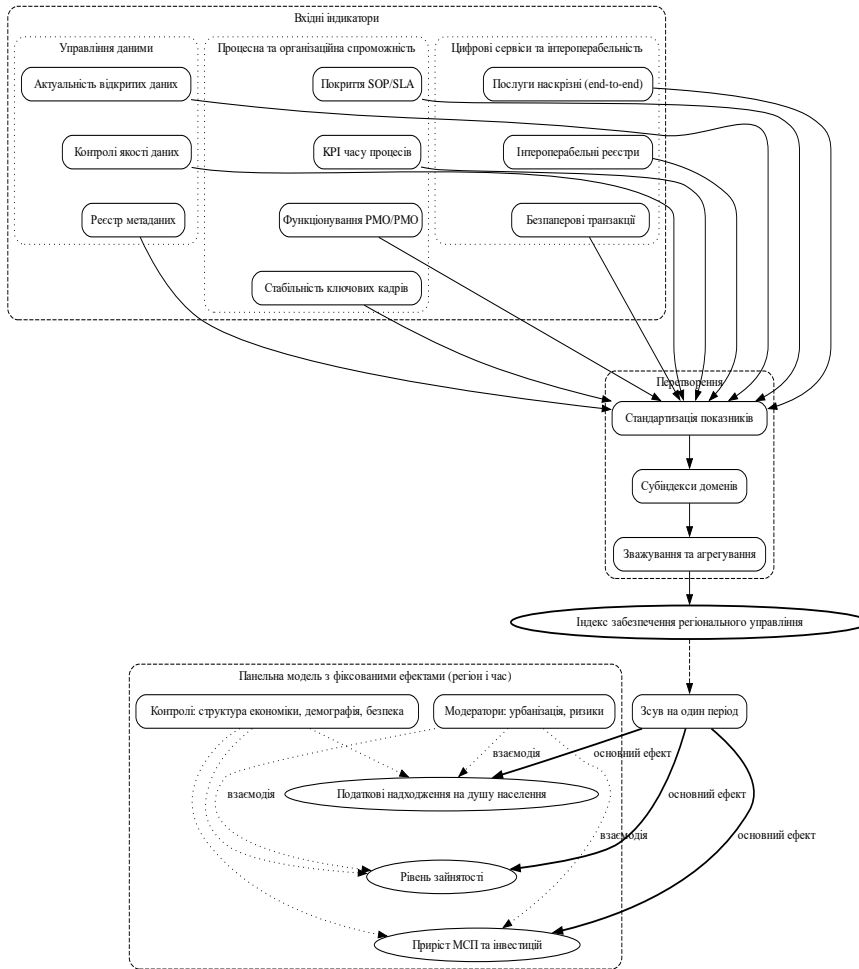 Вхідні індикатори
Управління даними
Процесна та організаційна спроможність
Цифрові сервіси та інтероперабельність
Актуальність відкритих даних
Покриття SOP/SLA
Послуги наскрізні (end-to-end)
Контролі якості даних
KPI часу процесів
Інтероперабельні реєстри
Реєстр метаданих
Функціонування PMO/PMO
Безпаперові транзакції
Стабільність ключових кадрів
Перетворення
Стандартизація показників
Субіндекси доменів
Зважування та агрегування
Індекс забезпечення регіонального управління
Панельна модель з фіксованими ефектами (регіон і час)
Контролі: структура економіки, демографія, безпека
Модератори: урбанізація, ризики
Зсув на один період
взаємодія
основний ефект
Податкові надходження на душу населення
взаємодія
основний ефект
взаємодія
основний ефект
Рівень зайнятості
Приріст МСП та інвестицій